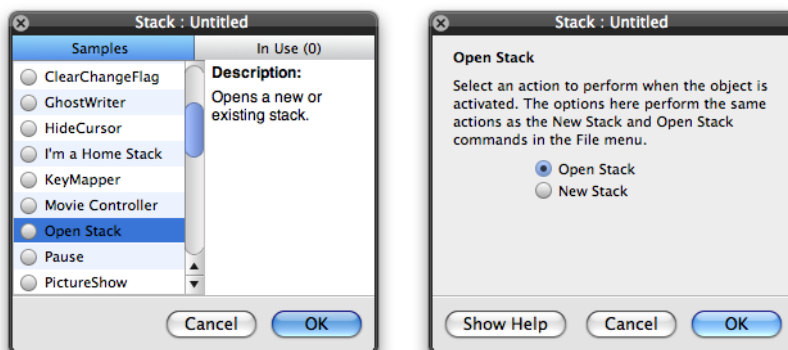 Stack : Untitled
Samples
In Use (0)
ClearChangeFlag
GhostWriter
HideCursor
I'm a Home Stack
KeyMapper
Movie Controller
Open Stack
Pause
PictureShow
Description:
Opens a new or
existing stack.
Cancel
OK
Stack : Untitled
Open Stack
Select an action to perform when the object is
activated. The options here perform the same
actions as the New Stack and Open Stack
commands in the File menu.
Open Stack
New Stack
Show Help
Cancel
OK